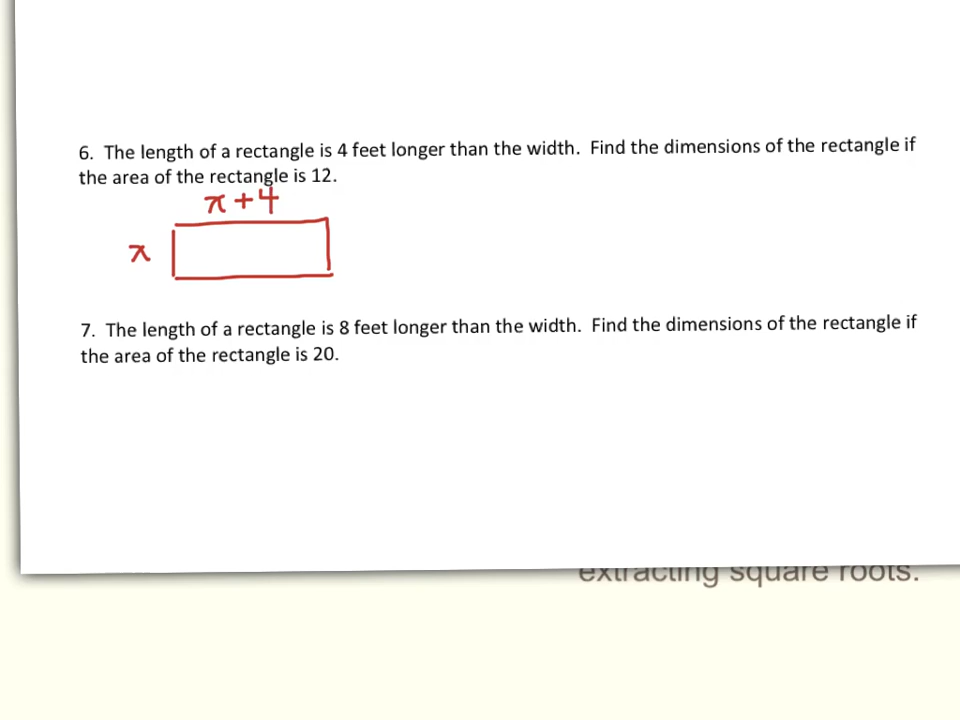 6. The length of a rectangle is 4 feet longer than the width. Find the dimensions of the rectangle if
the area of the rectangle is 12.
x + 4
x
7. The length of a rectangle is 8 feet longer than the width. Find the dimensions of the rectangle if
the area of the rectangle is 20.
extracting square roots.